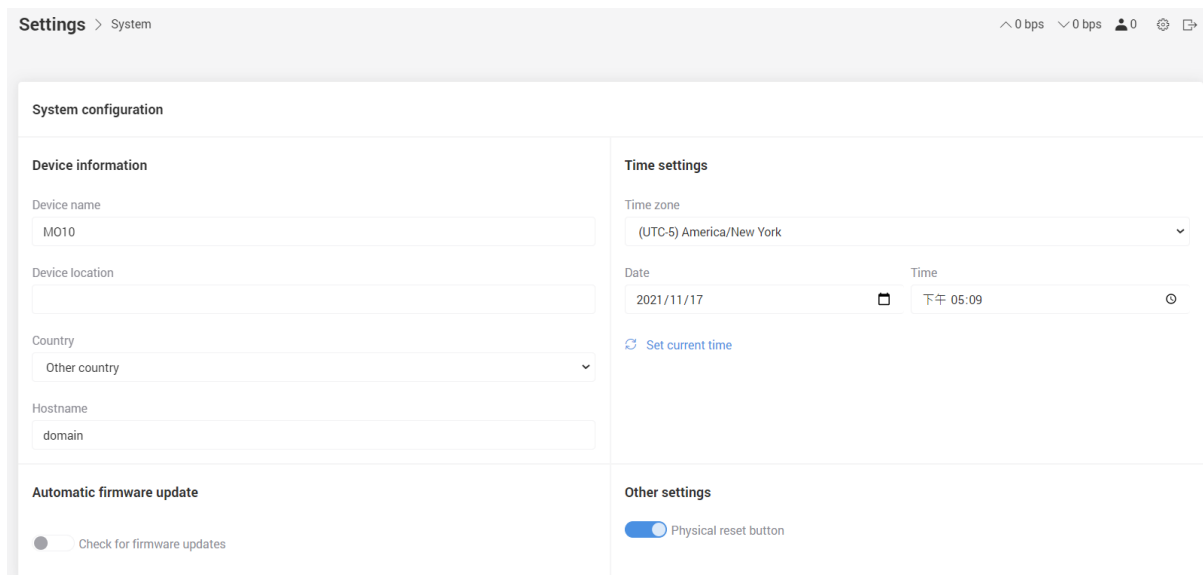 Settings > System
0 bps 0 bps 0
System configuration
Device information
Device name
MO10
Device location
Country
Other country
Hostname
domain
Time settings
Time zone
(UTC-5) America/New York
Date Time
2021/11/17 下午 05:09
Set current time
Automatic firmware update
Check for firmware updates
Other settings
Physical reset button